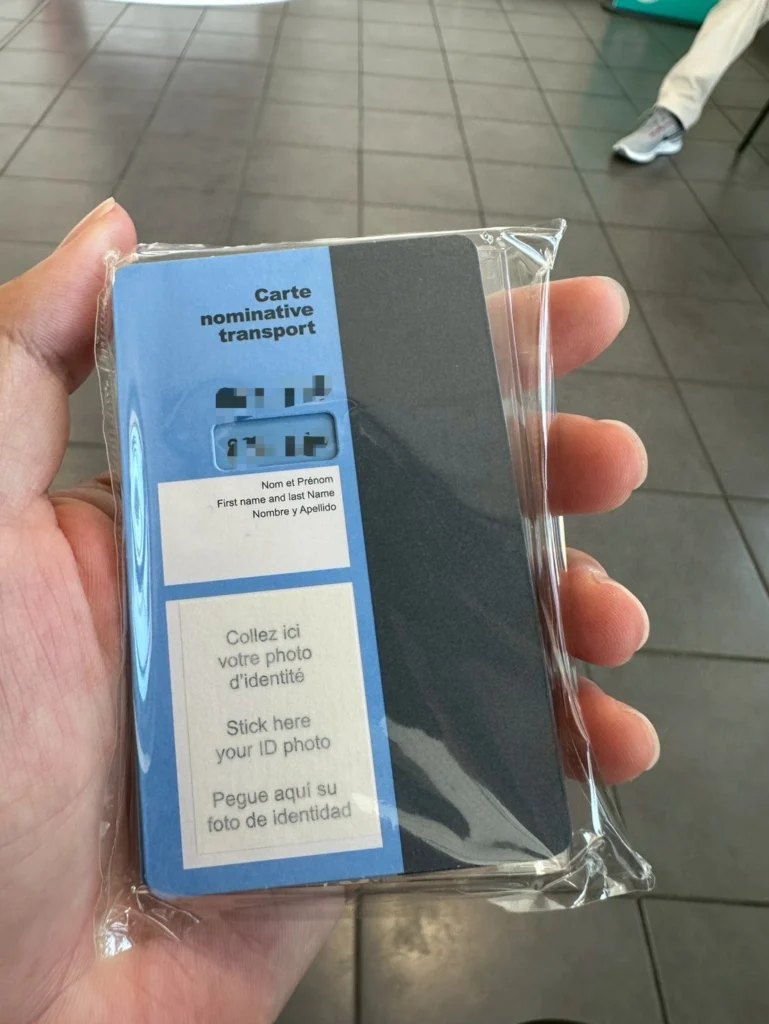 Carte
nominative
transport
Nom et Prénom
First name and last Name
Nombre y Apellido
Collez ici
votre photo
d'identité
Stick here
your ID photo
Pegue aquí su
foto de identidad